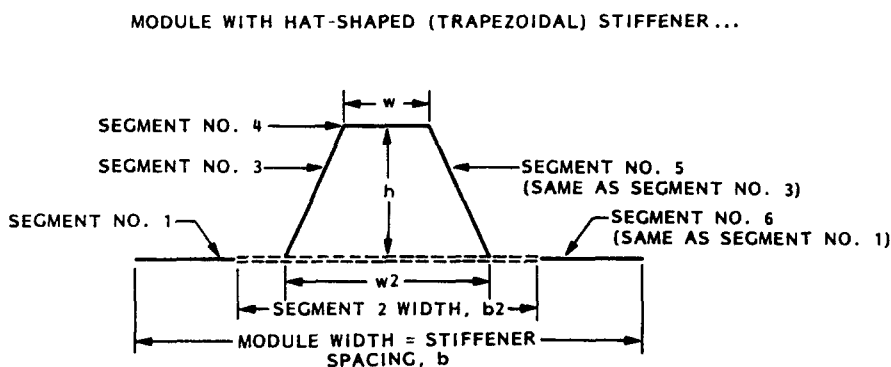 MODULE WITH HAT-SHAPED (TRAPEZOIDAL) STIFFENER...
w
SEGMENT NO. 4
SEGMENT NO. 3
h
SEGMENT NO. 5
(SAME AS SEGMENT NO. 3)
SEGMENT NO. 1
SEGMENT NO. 6
(SAME AS SEGMENT NO. 1)
w2
SEGMENT 2 WIDTH, b2
MODULE WIDTH = STIFFENER
SPACING, b